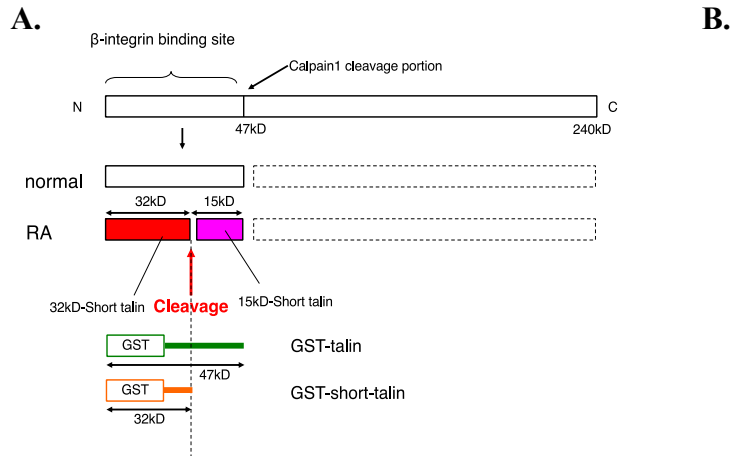 A.
B.
β-integrin binding site
Calpain1 cleavage portion
N
C
47kD
240kD
normal
32kD
15kD
RA
32kD-Short talin
Cleavage
15kD-Short talin
GST
GST-talin
47kD
GST
GST-short-talin
32kD